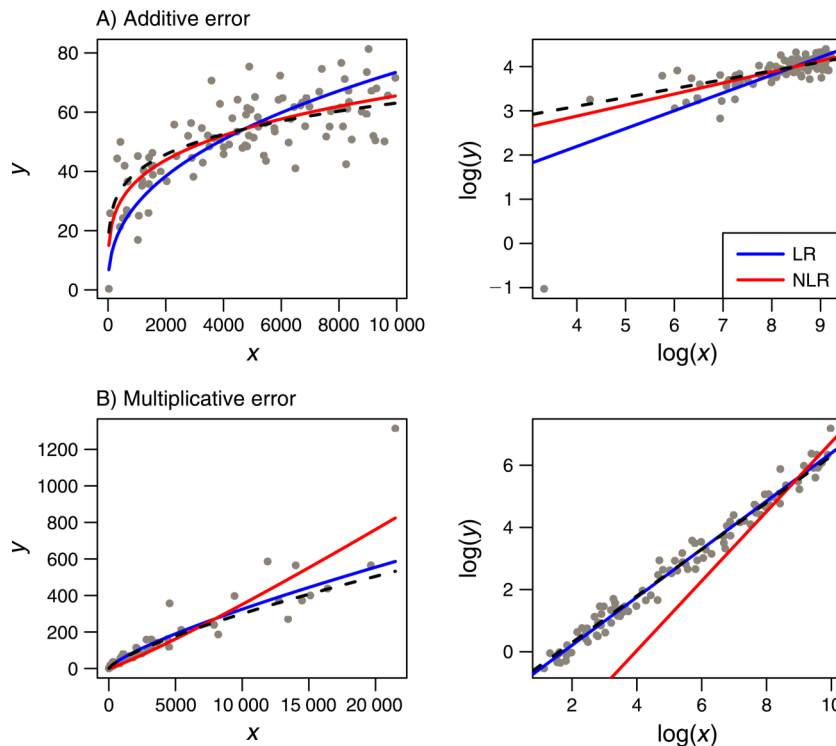 A) Additive error
80
60
40
20
0
y
0 2000 4000 6000 8000 10 000
x
4
3
2
1
0
−1
log(y)
4 5 6 7 8 9
log(x)
LR
NLR
B) Multiplicative error
1200
1000
800
600
400
200
0
y
0 5000 10 000 15 000 20 000
x
6
4
2
0
log(y)
2 4 6 8 10
log(x)